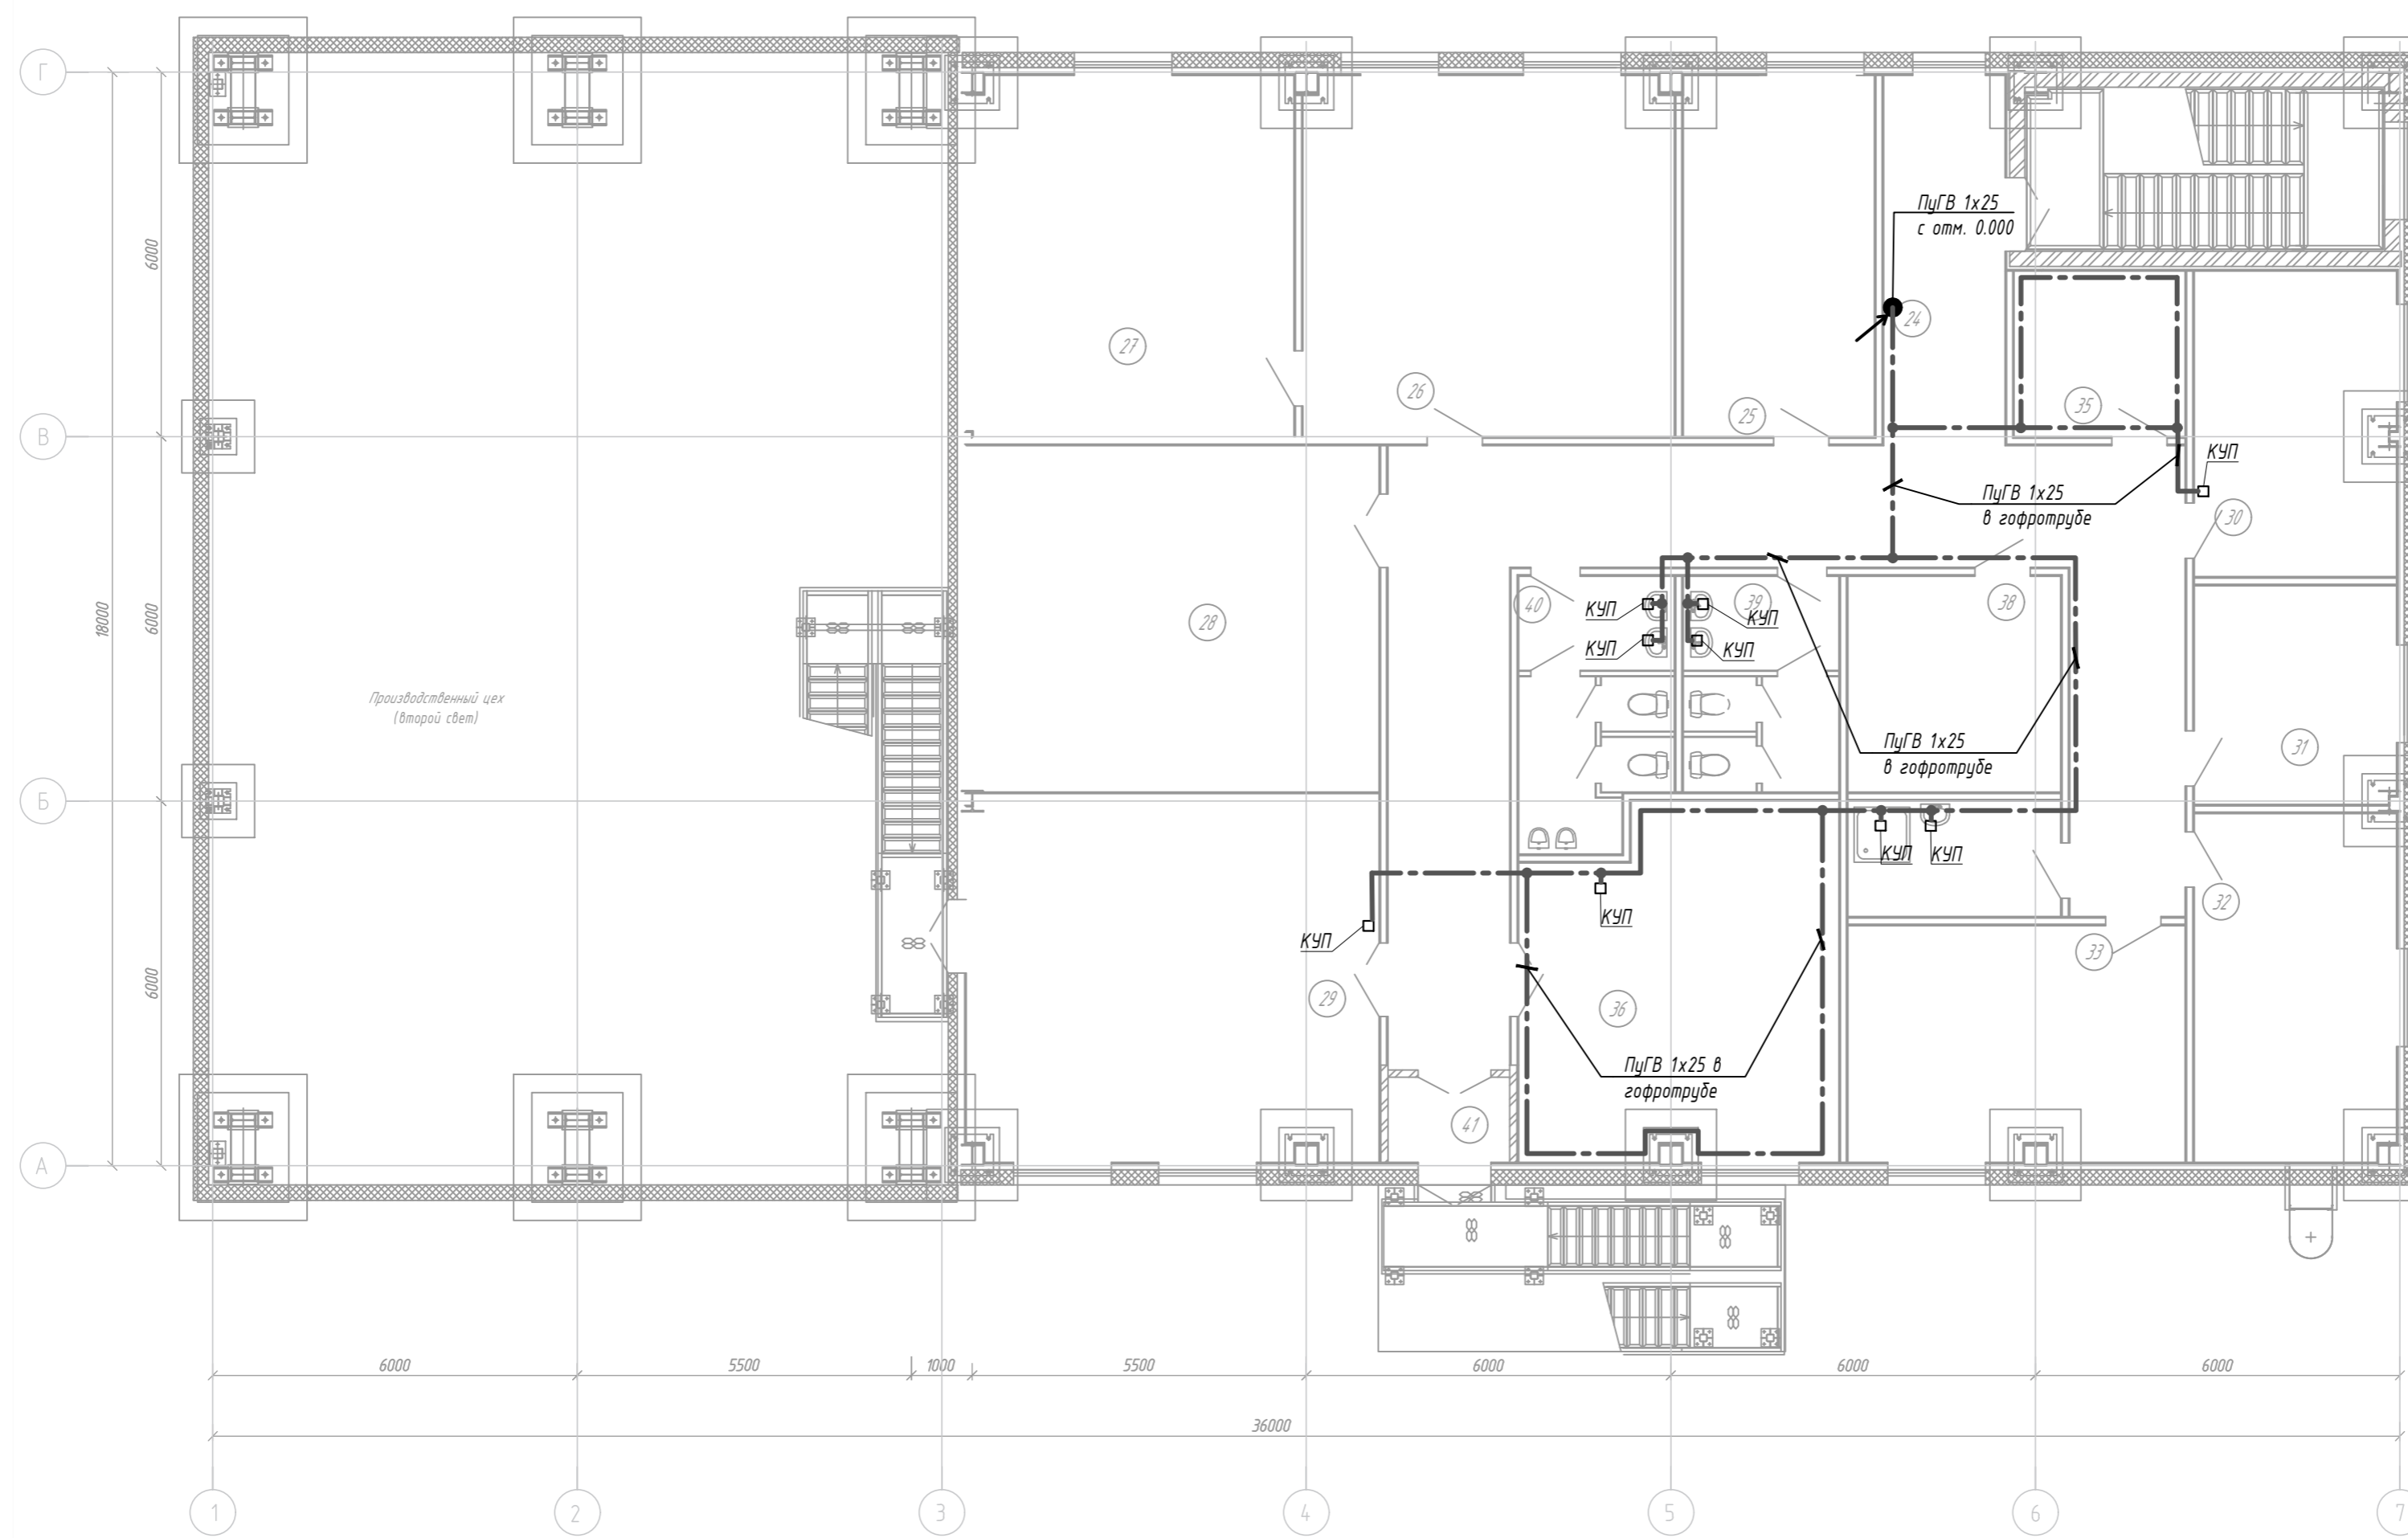 Г
ПуГВ 1х25
с отм. 0.000
6000
24
27
26
25
35
В
КУП
ПуГВ 1х25
в гофротрубе
30
18000
6000
28
40
КУП
39
КУП
38
КУП
КУП
Производственный цех
(второй свет)
ПуГВ 1х25
в гофротрубе
31
Б
КУП
КУП
32
КУП
КУП
33
6000
29
36
ПуГВ 1х25 в
гофротрубе
41
А
6000
5500
1000
5500
6000
6000
6000
36000
1
2
3
4
5
6
7